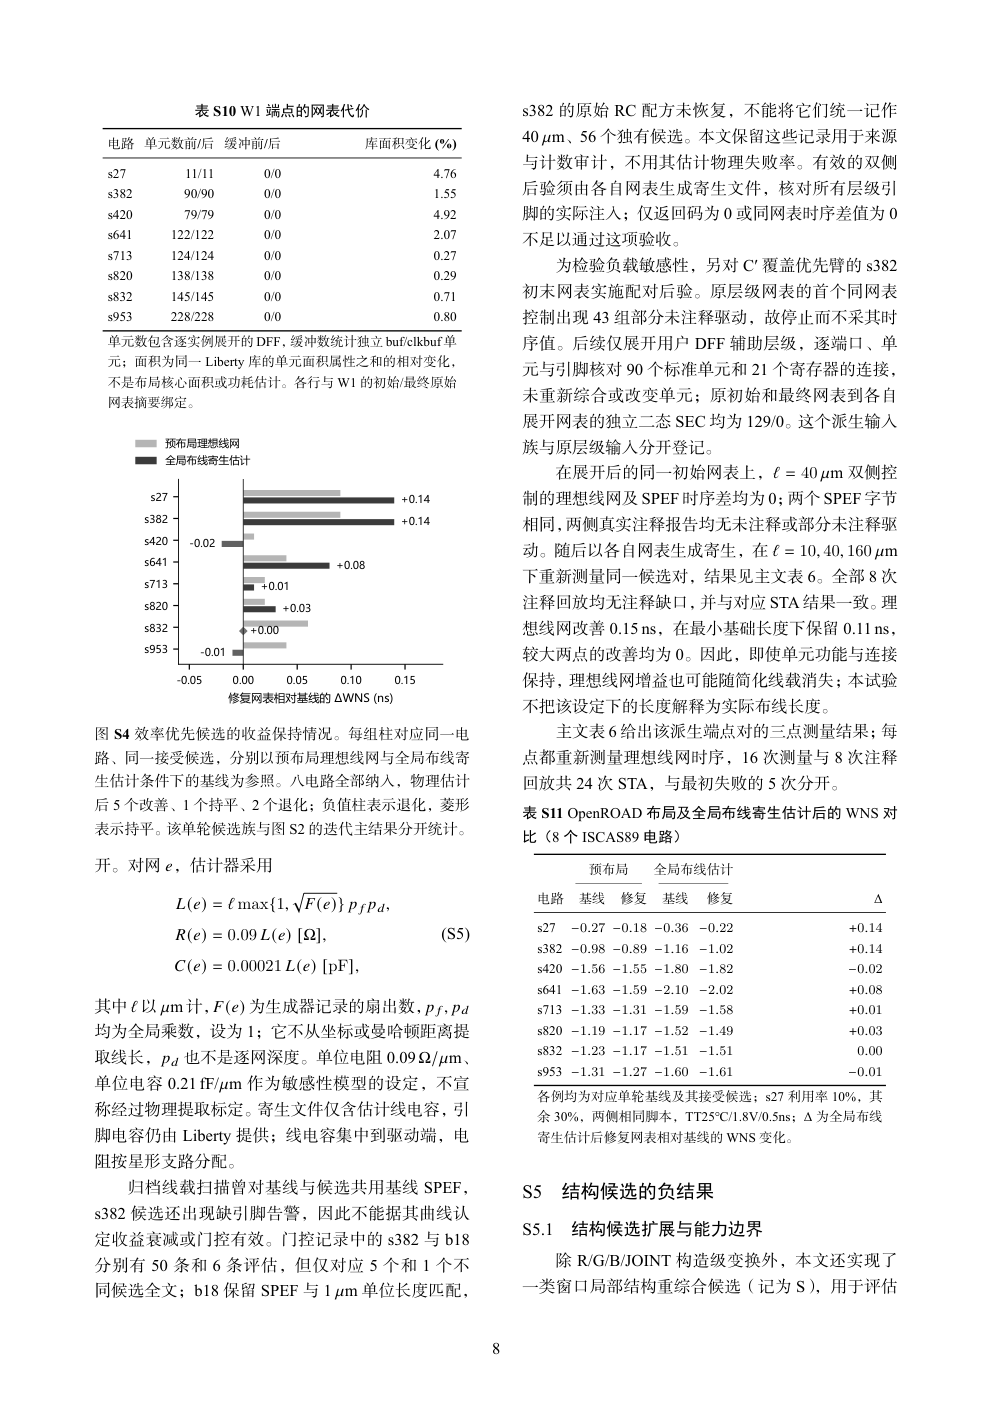 表 S10 W1 端点的网表代价
电路 单元数前/后 缓冲前/后 库面积变化 (%)
s27 11/11 0/0 4.76
s382 90/90 0/0 1.55
s420 79/79 0/0 4.92
s641 122/122 0/0 2.07
s713 124/124 0/0 0.27
s820 138/138 0/0 0.29
s832 145/145 0/0 0.71
s953 228/228 0/0 0.80
单元数包含逐实例展开的 DFF，缓冲数统计独立 buf/clkbuf 单
元；面积为同一 Liberty 库的单元面积属性之和的相对变化，
不是布局核心面积或功耗估计。各行与 W1 的初始/最终原始
网表摘要绑定。
预布局理想线网
全局布线寄生估计
s27 +0.14
s382 +0.14
s420 -0.02
s641 +0.08
s713 +0.01
s820 +0.03
s832 +0.00
s953 -0.01
-0.05 0.00 0.05 0.10 0.15
修复网表相对基线的 ΔWNS (ns)
图 S4 效率优先候选的收益保持情况。每组柱对应同一电
路、同一接受候选，分别以预布局理想线网与全局布线寄
生估计条件下的基线为参照。八电路全部纳入，物理估计
后 5 个改善、1 个持平、2 个退化；负值柱表示退化，菱形
表示持平。该单轮候选族与图 S2 的迭代主结果分开统计。
开。对网 e，估计器采用
L(e) = ℓ max{1, √F(e)} p_f p_d,
R(e) = 0.09 L(e) [Ω], (S5)
C(e) = 0.00021 L(e) [pF],
其中 ℓ 以 μm 计, F(e) 为生成器记录的扇出数, p_f, p_d
均为全局乘数，设为 1；它不从坐标或曼哈顿距离提
取线长，p_d 也不是逐网深度。单位电阻 0.09 Ω/μm、
单位电容 0.21 fF/μm 作为敏感性模型的设定，不宣
称经过物理提取标定。寄生文件仅含估计线电容，引
脚电容仍由 Liberty 提供；线电容集中到驱动端，电
阻按星形支路分配。
归档线载扫描曾对基线与候选共用基线 SPEF，
s382 候选还出现缺引脚告警，因此不能据其曲线认
定收益衰减或门控有效。门控记录中的 s382 与 b18
分别有 50 条和 6 条评估，但仅对应 5 个和 1 个不
同候选全文；b18 保留 SPEF 与 1 μm 单位长度匹配，
s382 的原始 RC 配方未恢复，不能将它们统一记作
40 μm、56 个独有候选。本文保留这些记录用于来源
与计数审计，不用其估计物理失败率。有效的双侧
后验须由各自网表生成寄生文件，核对所有层级引
脚的实际注入；仅返回码为 0 或同网表时序差值为 0
不足以通过这项验收。
为检验负载敏感性，另对 C′ 覆盖优先臂的 s382
初末网表实施配对后验。原层级网表的首个同网表
控制出现 43 组部分未注释驱动，故停止而不采其时
序值。后续仅展开用户 DFF 辅助层级，逐端口、单
元与引脚核对 90 个标准单元和 21 个寄存器的连接，
未重新综合或改变单元；原初始和最终网表到各自
展开网表的独立二态 SEC 均为 129/0。这个派生输入
族与原层级输入分开登记。
在展开后的同一初始网表上，ℓ = 40 μm 双侧控
制的理想线网及 SPEF 时序差均为 0；两个 SPEF 字节
相同，两侧真实注释报告均无未注释或部分未注释驱
动。随后以各自网表生成寄生，在 ℓ = 10, 40, 160 μm
下重新测量同一候选对，结果见主文表 6。全部 8 次
注释回放均无注释缺口，并与对应 STA 结果一致。理
想线网改善 0.15 ns，在最小基础长度下保留 0.11 ns，
较大两点的改善均为 0。因此，即使单元功能与连接
保持，理想线网增益也可能随简化线载消失；本试验
不把该设定下的长度解释为实际布线长度。
主文表 6 给出该派生端点对的三点测量结果；每
点都重新测量理想线网时序，16 次测量与 8 次注释
回放共 24 次 STA，与最初失败的 5 次分开。
表 S11 OpenROAD 布局及全局布线寄生估计后的 WNS 对
比（8 个 ISCAS89 电路）
预布局 全局布线估计
电路 基线 修复 基线 修复 Δ
s27 −0.27 −0.18 −0.36 −0.22 +0.14
s382 −0.98 −0.89 −1.16 −1.02 +0.14
s420 −1.56 −1.55 −1.80 −1.82 −0.02
s641 −1.63 −1.59 −2.10 −2.02 +0.08
s713 −1.33 −1.31 −1.59 −1.58 +0.01
s820 −1.19 −1.17 −1.52 −1.49 +0.03
s832 −1.23 −1.17 −1.51 −1.51 0.00
s953 −1.31 −1.27 −1.60 −1.61 −0.01
各例均为对应单轮基线及其接受候选；s27 利用率 10%，其
余 30%，两侧相同脚本，TT25℃/1.8V/0.5ns；Δ 为全局布线
寄生估计后修复网表相对基线的 WNS 变化。
S5 结构候选的负结果
S5.1 结构候选扩展与能力边界
除 R/G/B/JOINT 构造级变换外，本文还实现了
一类窗口局部结构重综合候选（记为 S），用于评估
8